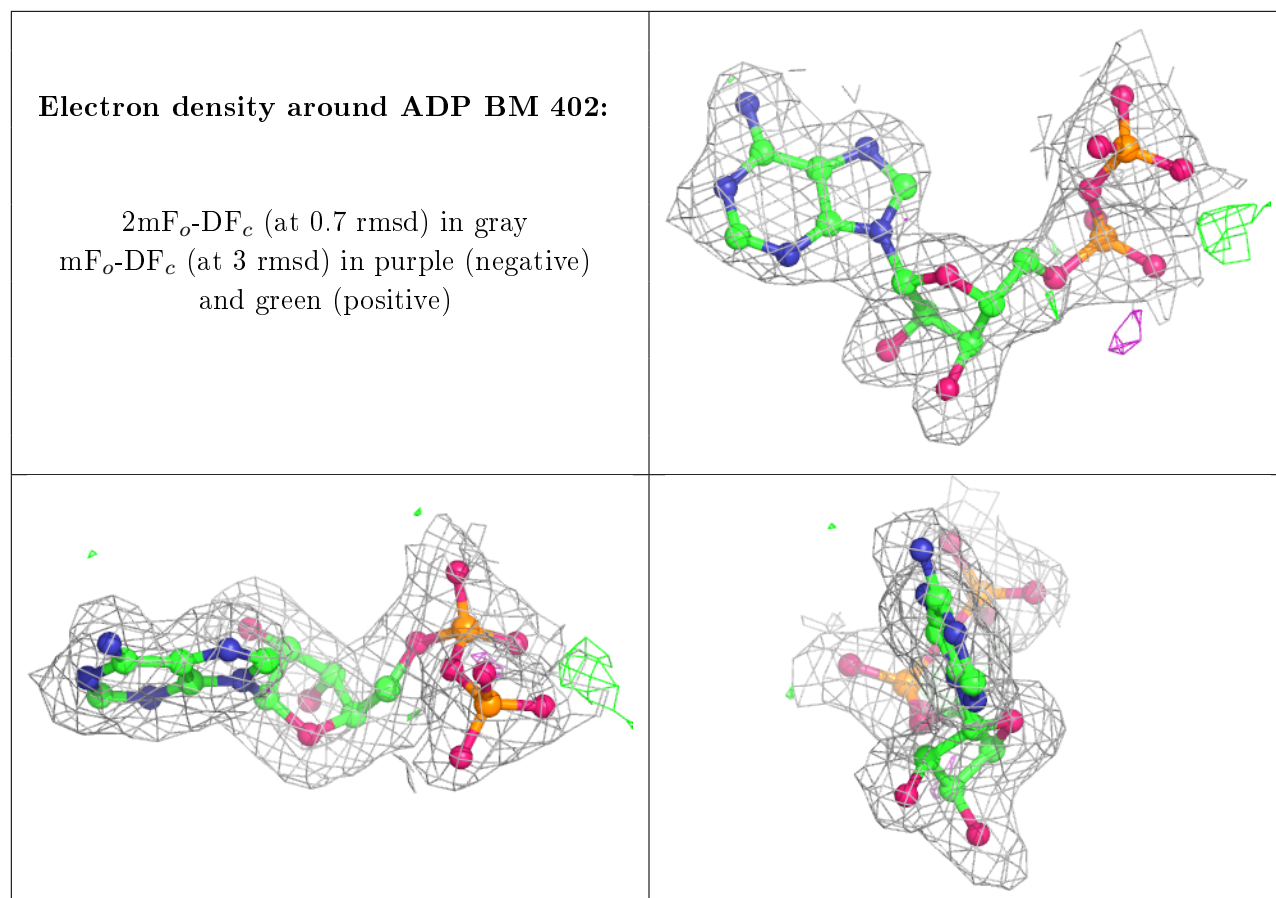 Electron density around ADP BM 402:
2mFₒ-DF𝒸 (at 0.7 rmsd) in gray
mFₒ-DF𝒸 (at 3 rmsd) in purple (negative)
and green (positive)